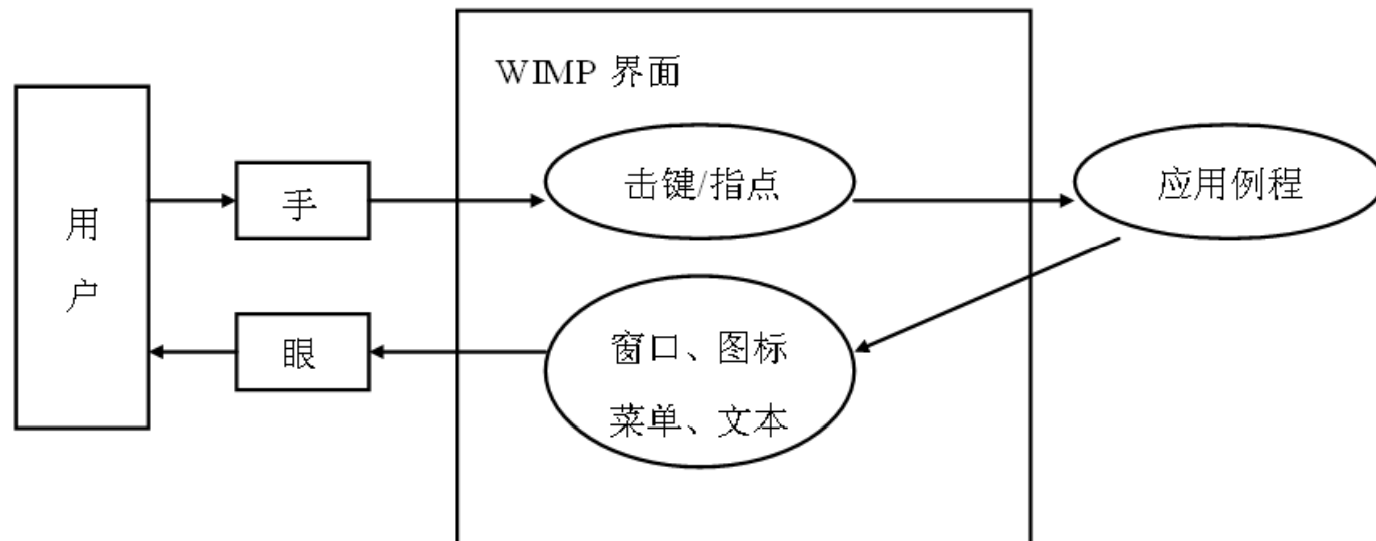 WIMP 界面
用
户
手
击键/指点
应用例程
眼
窗口、图标
菜单、文本